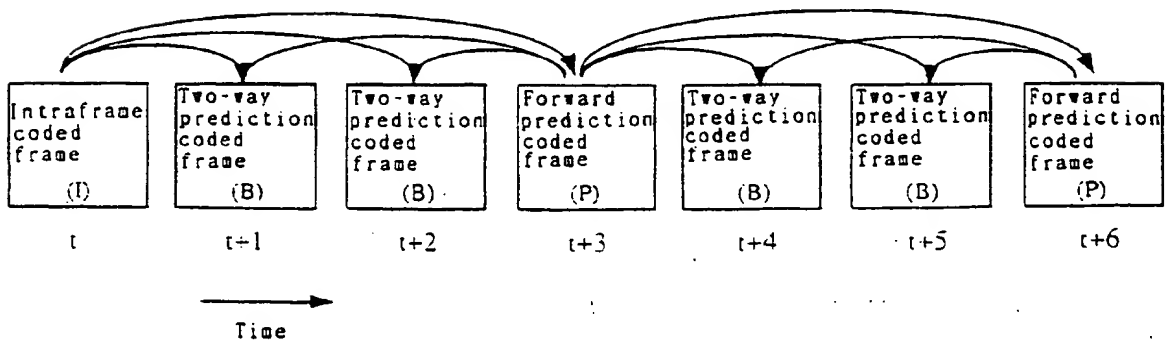 Intraframe
coded
frame
(I)
Two-way
prediction
coded
frame
(B)
Two-way
prediction
coded
frame
(B)
Forward
prediction
coded
frame
(P)
Two-way
prediction
coded
frame
(B)
Two-way
prediction
coded
frame
(B)
Forward
prediction
coded
frame
(P)
t
t+1
t+2
t+3
t+4
t+5
t+6
Time